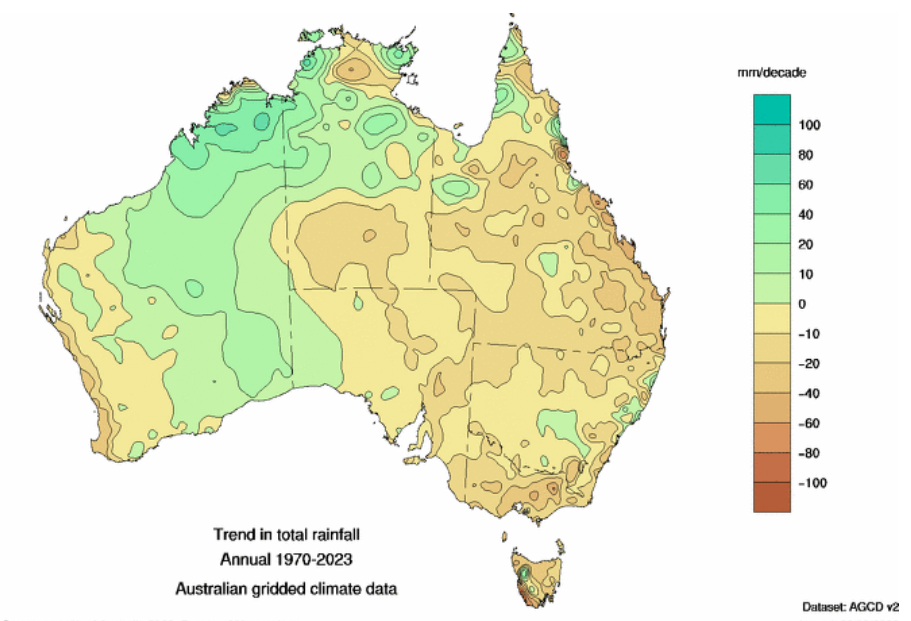 mm/decade
100
80
60
40
20
10
0
-10
-20
-40
-60
-80
-100
Trend in total rainfall
Annual 1970-2023
Australian gridded climate data
Dataset: AGCD v2